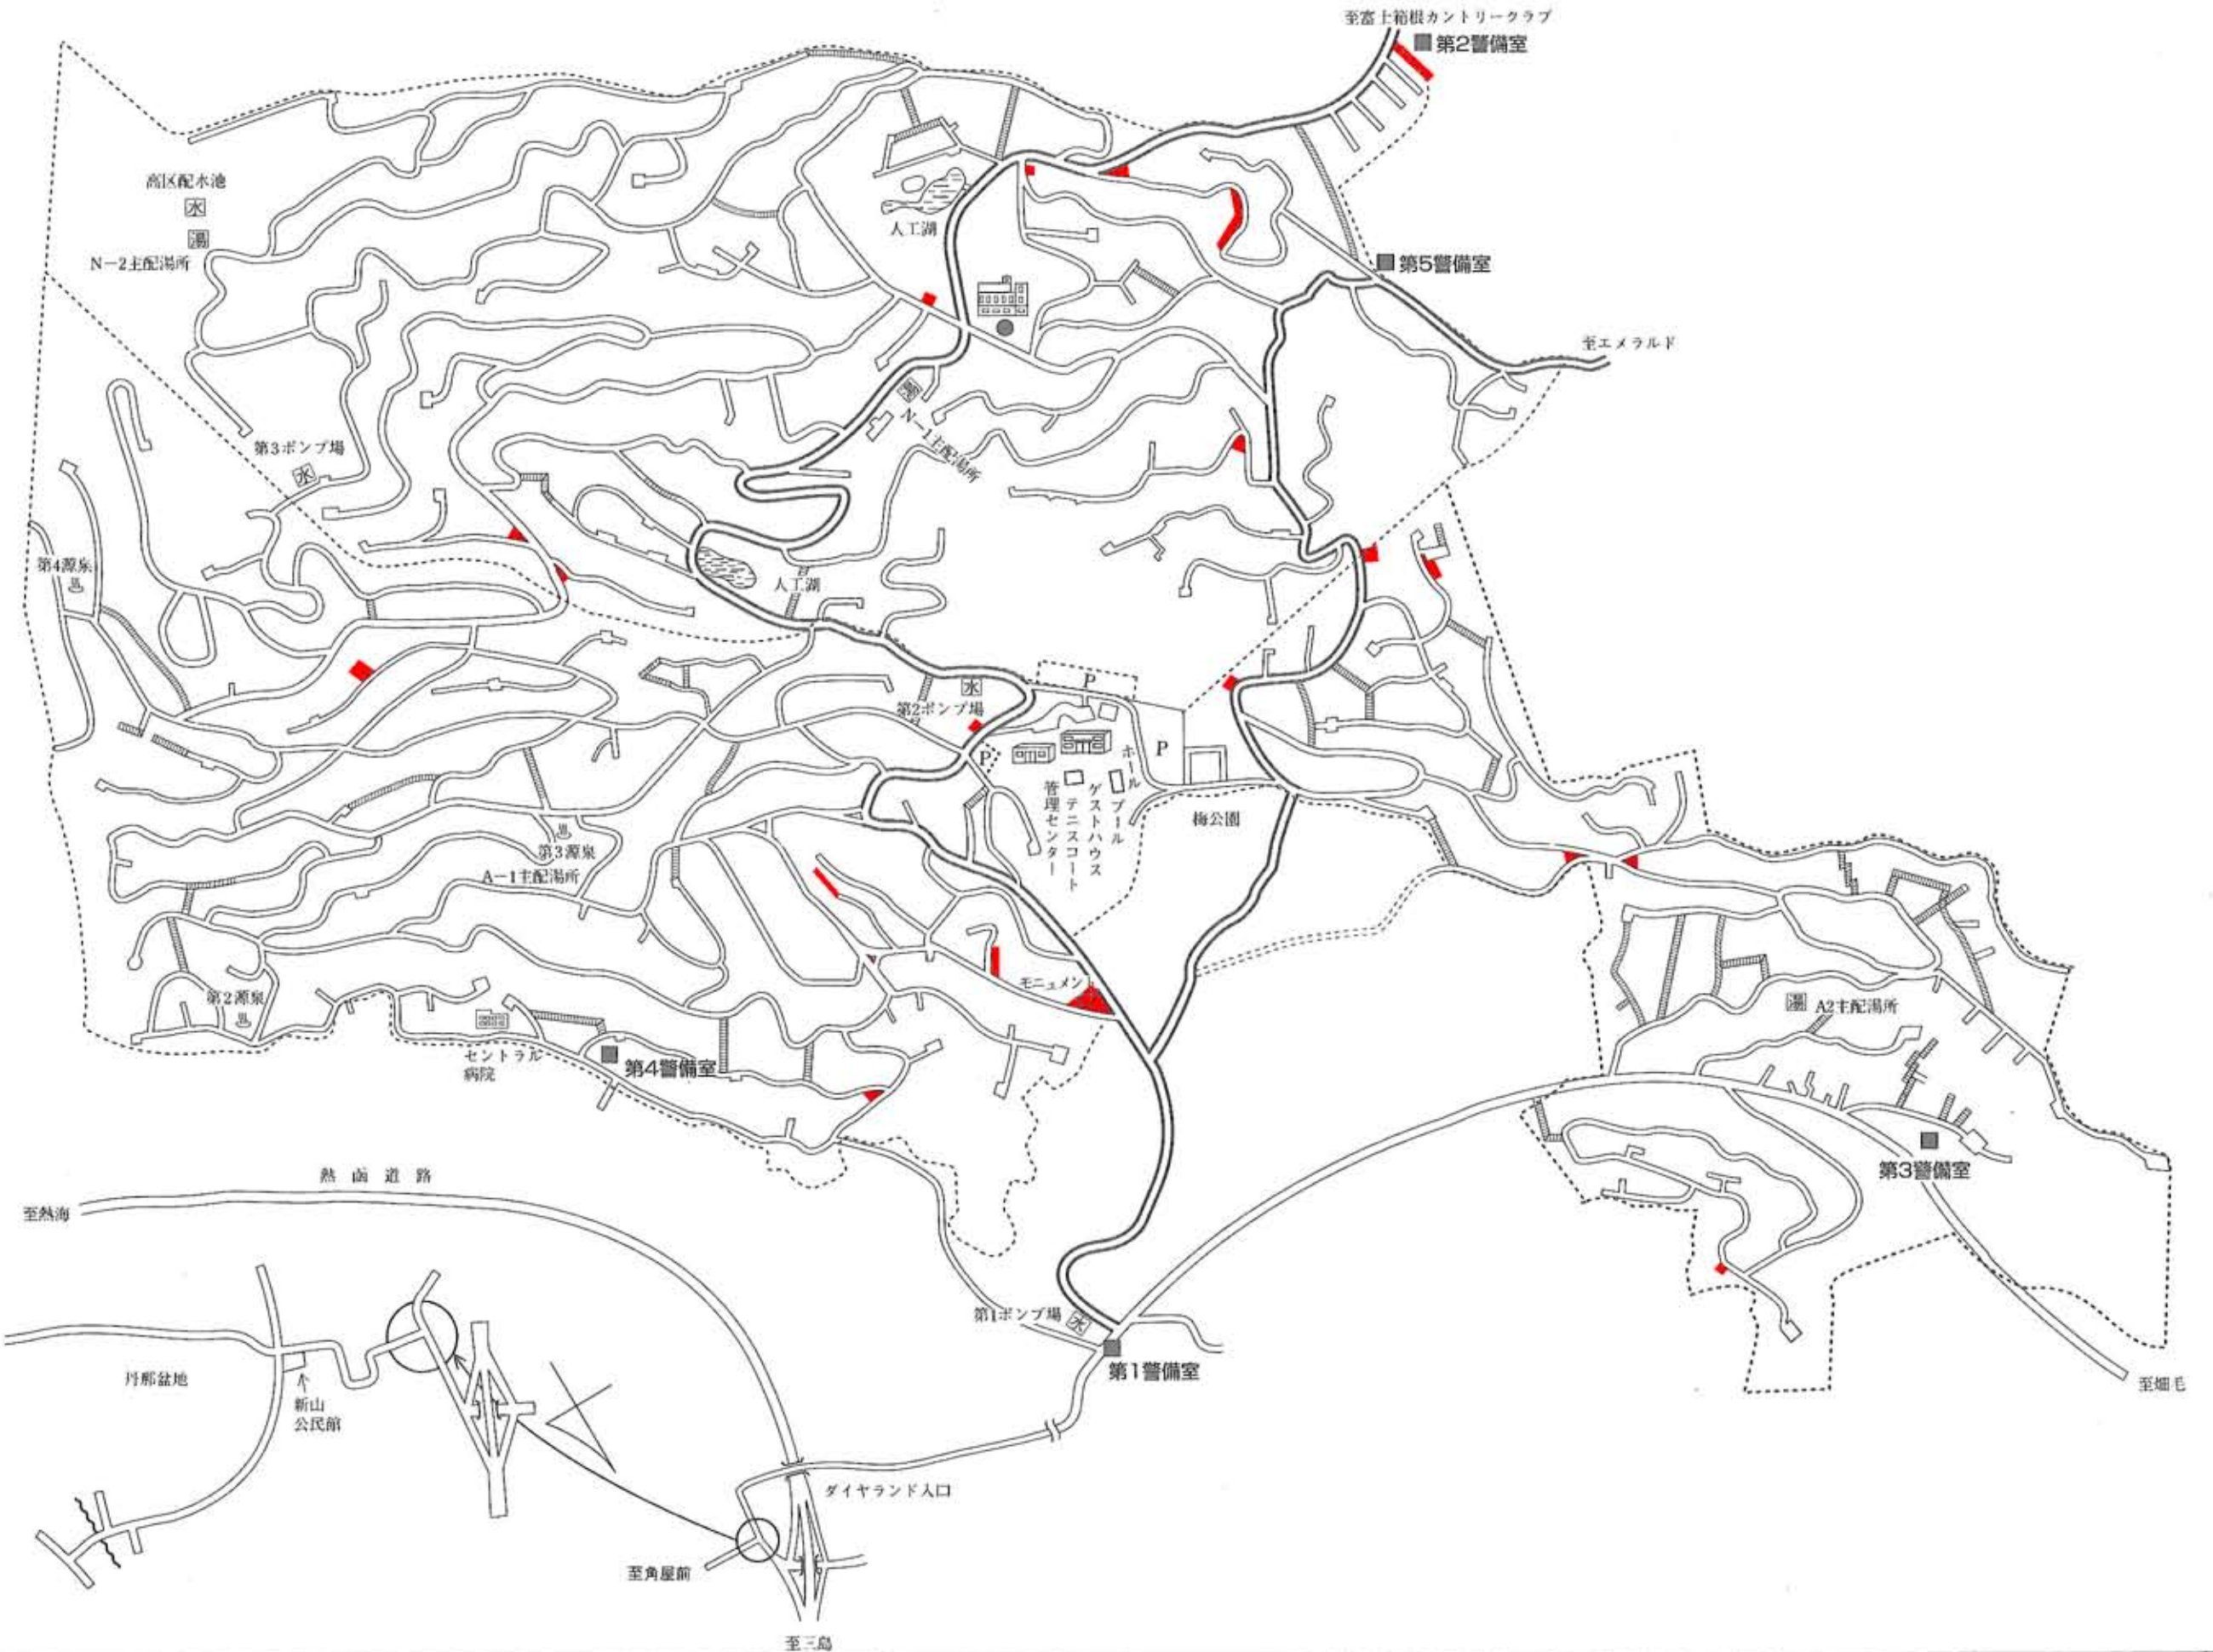 至富士箱根カントリークラブ
第2警備室
高区配水池
水
湯
N－2主配湯所
人工湖
第5警備室
至エメラルド
湯
N－1主配湯所
第3ポンプ場
水
第4源泉
人工湖
P
水
第2ポンプ場
P
P
ホール
プール
ゲストハウス
テニスコート
管理センター
梅公園
第3源泉
A－1主配湯所
モニュメント
第2源泉
湯
A2主配湯所
セントラル
病院
第4警備室
第3警備室
熱函道路
至熱海
第1ポンプ場
水
第1警備室
丹那盆地
新山
公民館
至畑毛
ダイヤランド入口
至角屋前
至三島